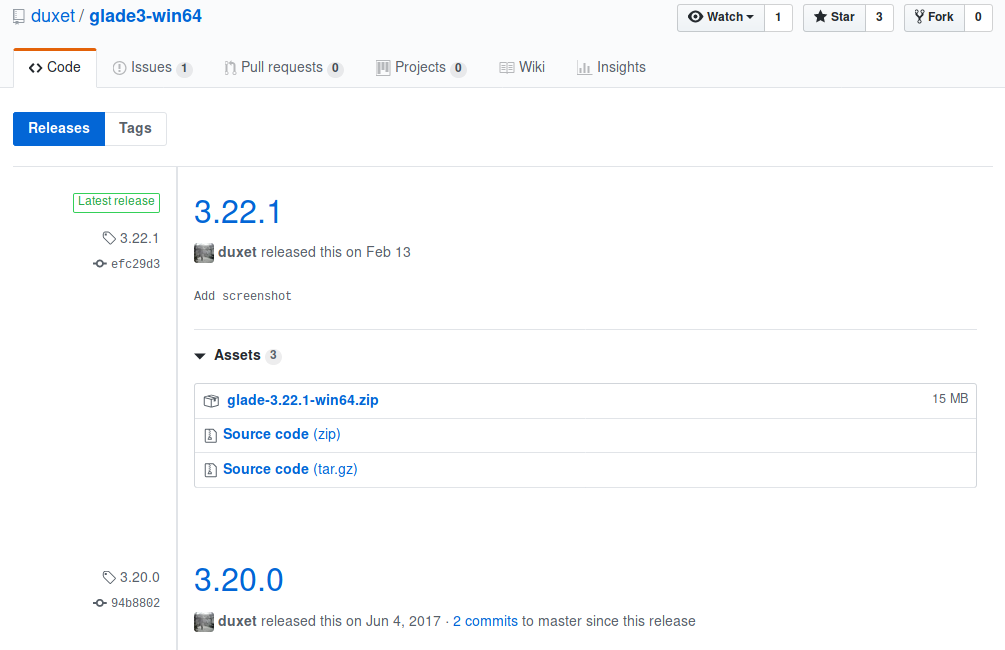 duxet / glade3-win64
Watch 1 Star 3 Fork 0
Code Issues 1 Pull requests 0 Projects 0 Wiki Insights
Releases Tags
Latest release
3.22.1
efc29d3
3.22.1
duxet released this on Feb 13
Add screenshot
Assets 3
glade-3.22.1-win64.zip 15 MB
Source code (zip)
Source code (tar.gz)
3.20.0
94b8802
3.20.0
duxet released this on Jun 4, 2017 · 2 commits to master since this release